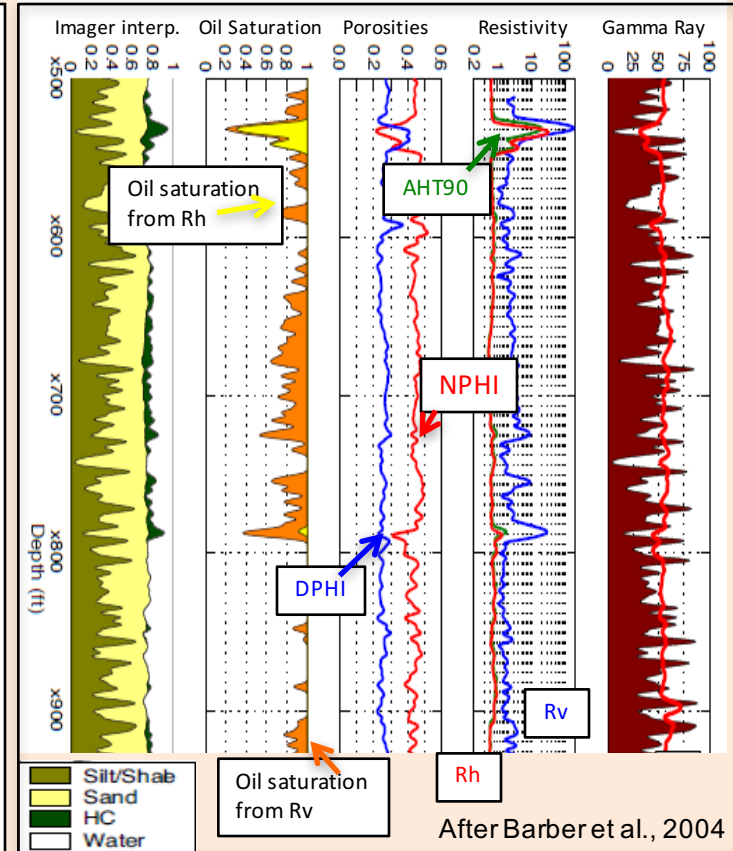 Imager interp. Oil Saturation Porosities Resistivity Gamma Ray
0 0.2 0.4 0.6 0.8 1 0 0.2 0.4 0.6 0.8 1 0.0 0.2 0.4 0.6 0.2 1 10 100 0 25 50 75 100
x500
AHT90
Oil saturation
from Rh
x6000
x700
NPHI
x800
DPHI
Depth (ft)
x900
Rv
Rh
Oil saturation
from Rv
Silt/Shale
Sand
HC
Water
After Barber et al., 2004